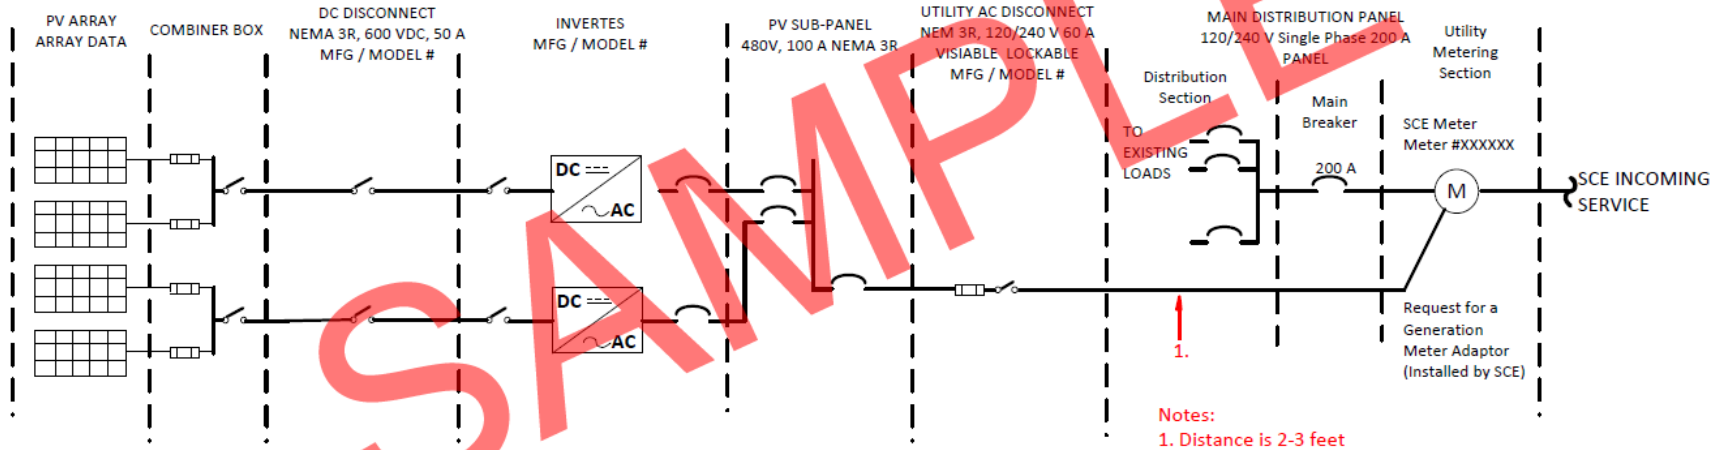 PV ARRAY
ARRAY DATA
COMBINER BOX
DC DISCONNECT
NEMA 3R, 600 VDC, 50 A
MFG / MODEL #
INVERTES
MFG / MODEL #
PV SUB-PANEL
480V, 100 A NEMA 3R
UTILITY AC DISCONNECT
NEM 3R, 120/240 V 60 A
VISIABLE LOCKABLE
MFG / MODEL #
MAIN DISTRIBUTION PANEL
120/240 V Single Phase 200 A
PANEL
Utility
Metering
Section
Distribution
Section
Main
Breaker
TO
EXISTING
LOADS
200 A
SCE Meter
Meter #XXXXXX
M
SCE INCOMING
SERVICE
DC
AC
DC
AC
Request for a
Generation
Meter Adaptor
(Installed by SCE)
1.
Notes:
1. Distance is 2-3 feet
SAMPLE